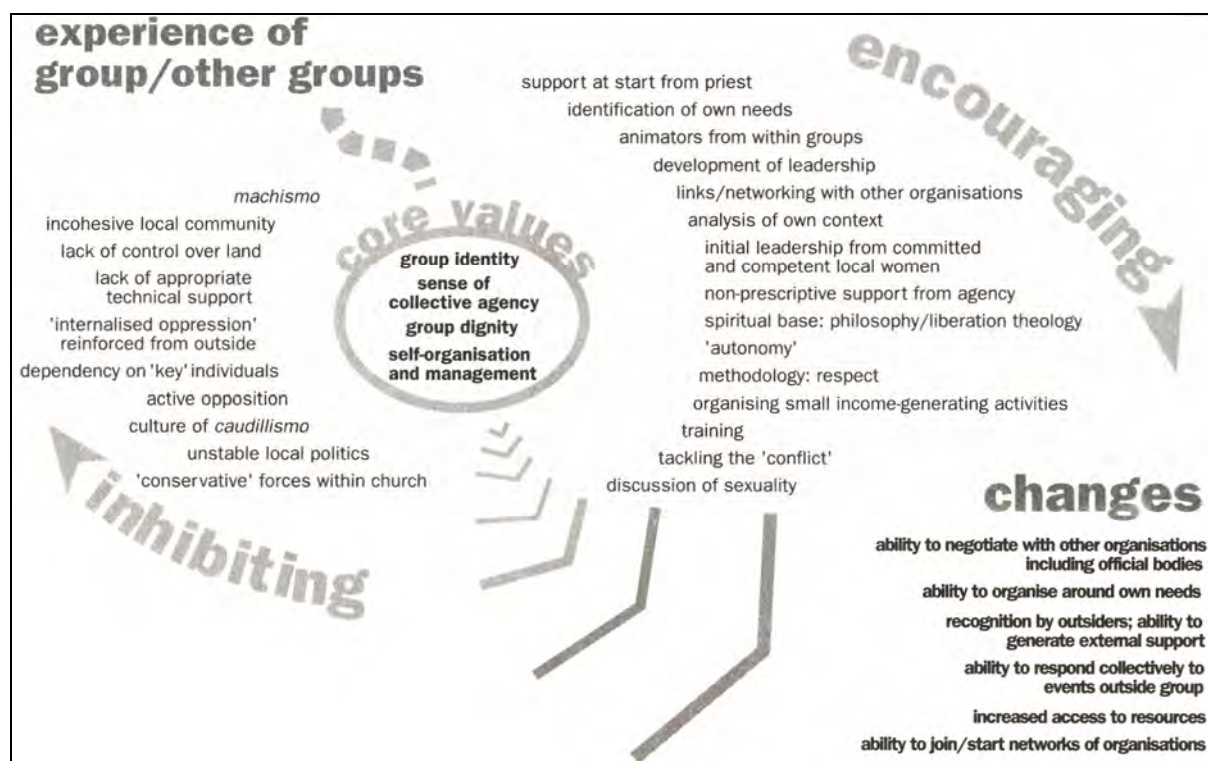 experience of
group/other groups
encouraging
support at start from priest
identification of own needs
animators from within groups
development of leadership
links/networking with other organisations
analysis of own context
initial leadership from committed
and competent local women
non-prescriptive support from agency
spiritual base: philosophy/liberation theology
'autonomy'
methodology: respect
organising small income-generating activities
training
tackling the 'conflict'
discussion of sexuality
core values
group identity
sense of
collective agency
group dignity
self-organisation
and management
machismo
incohesive local community
lack of control over land
lack of appropriate
technical support
'internalised oppression'
reinforced from outside
dependency on 'key' individuals
active opposition
culture of caudillismo
unstable local politics
'conservative' forces within church
inhibiting
changes
ability to negotiate with other organisations
including official bodies
ability to organise around own needs
recognition by outsiders; ability to
generate external support
ability to respond collectively to
events outside group
increased access to resources
ability to join/start networks of organisations